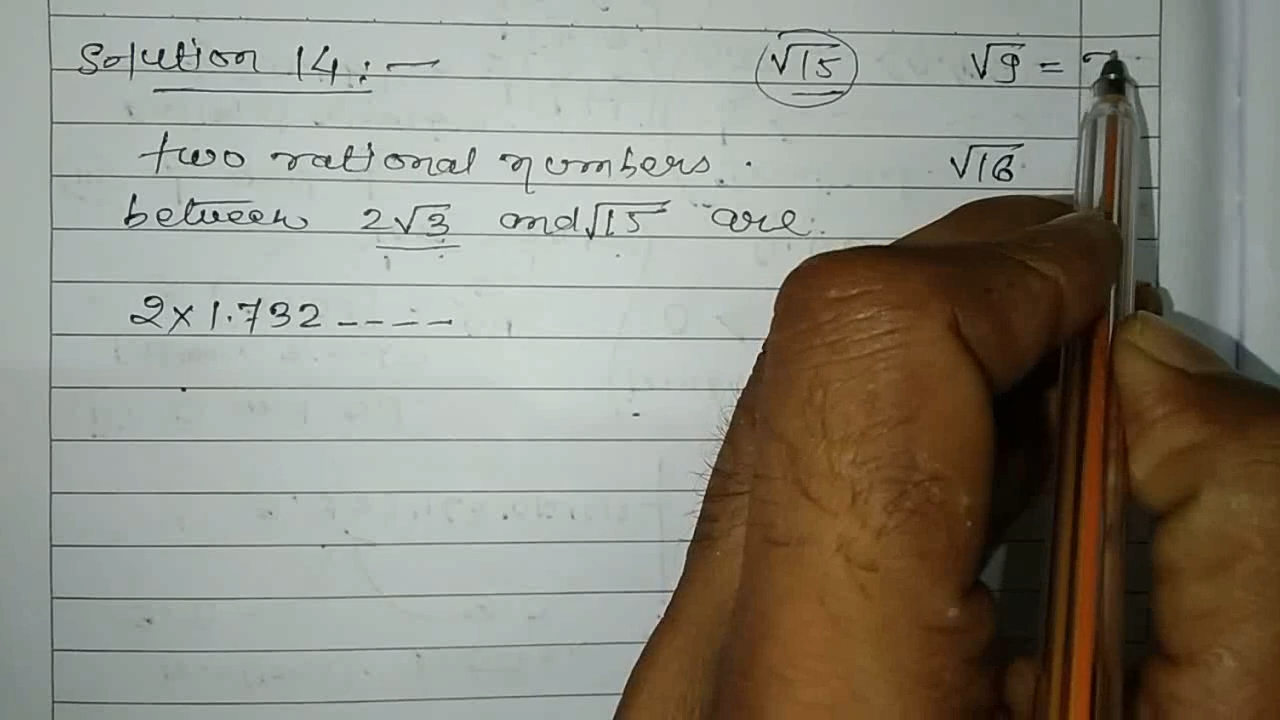 Solution 14:-
√15 √9 =
two rational numbers.
√16
between 2√3 and √15 are
2×1.732----